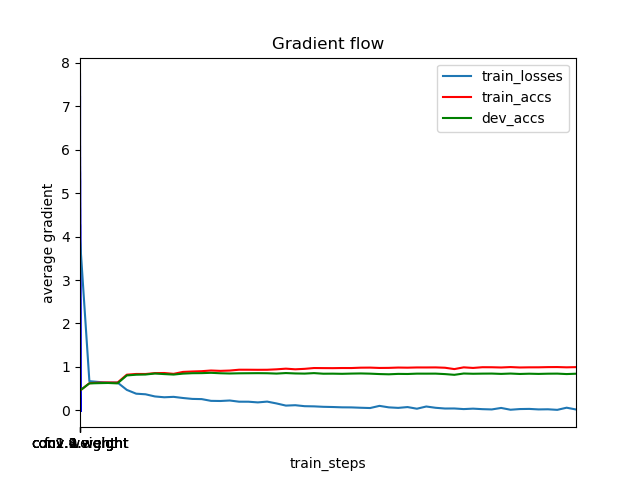 Gradient flow
8
7
6
5
4
3
2
1
0
average gradient
train_losses
train_accs
dev_accs
train_steps